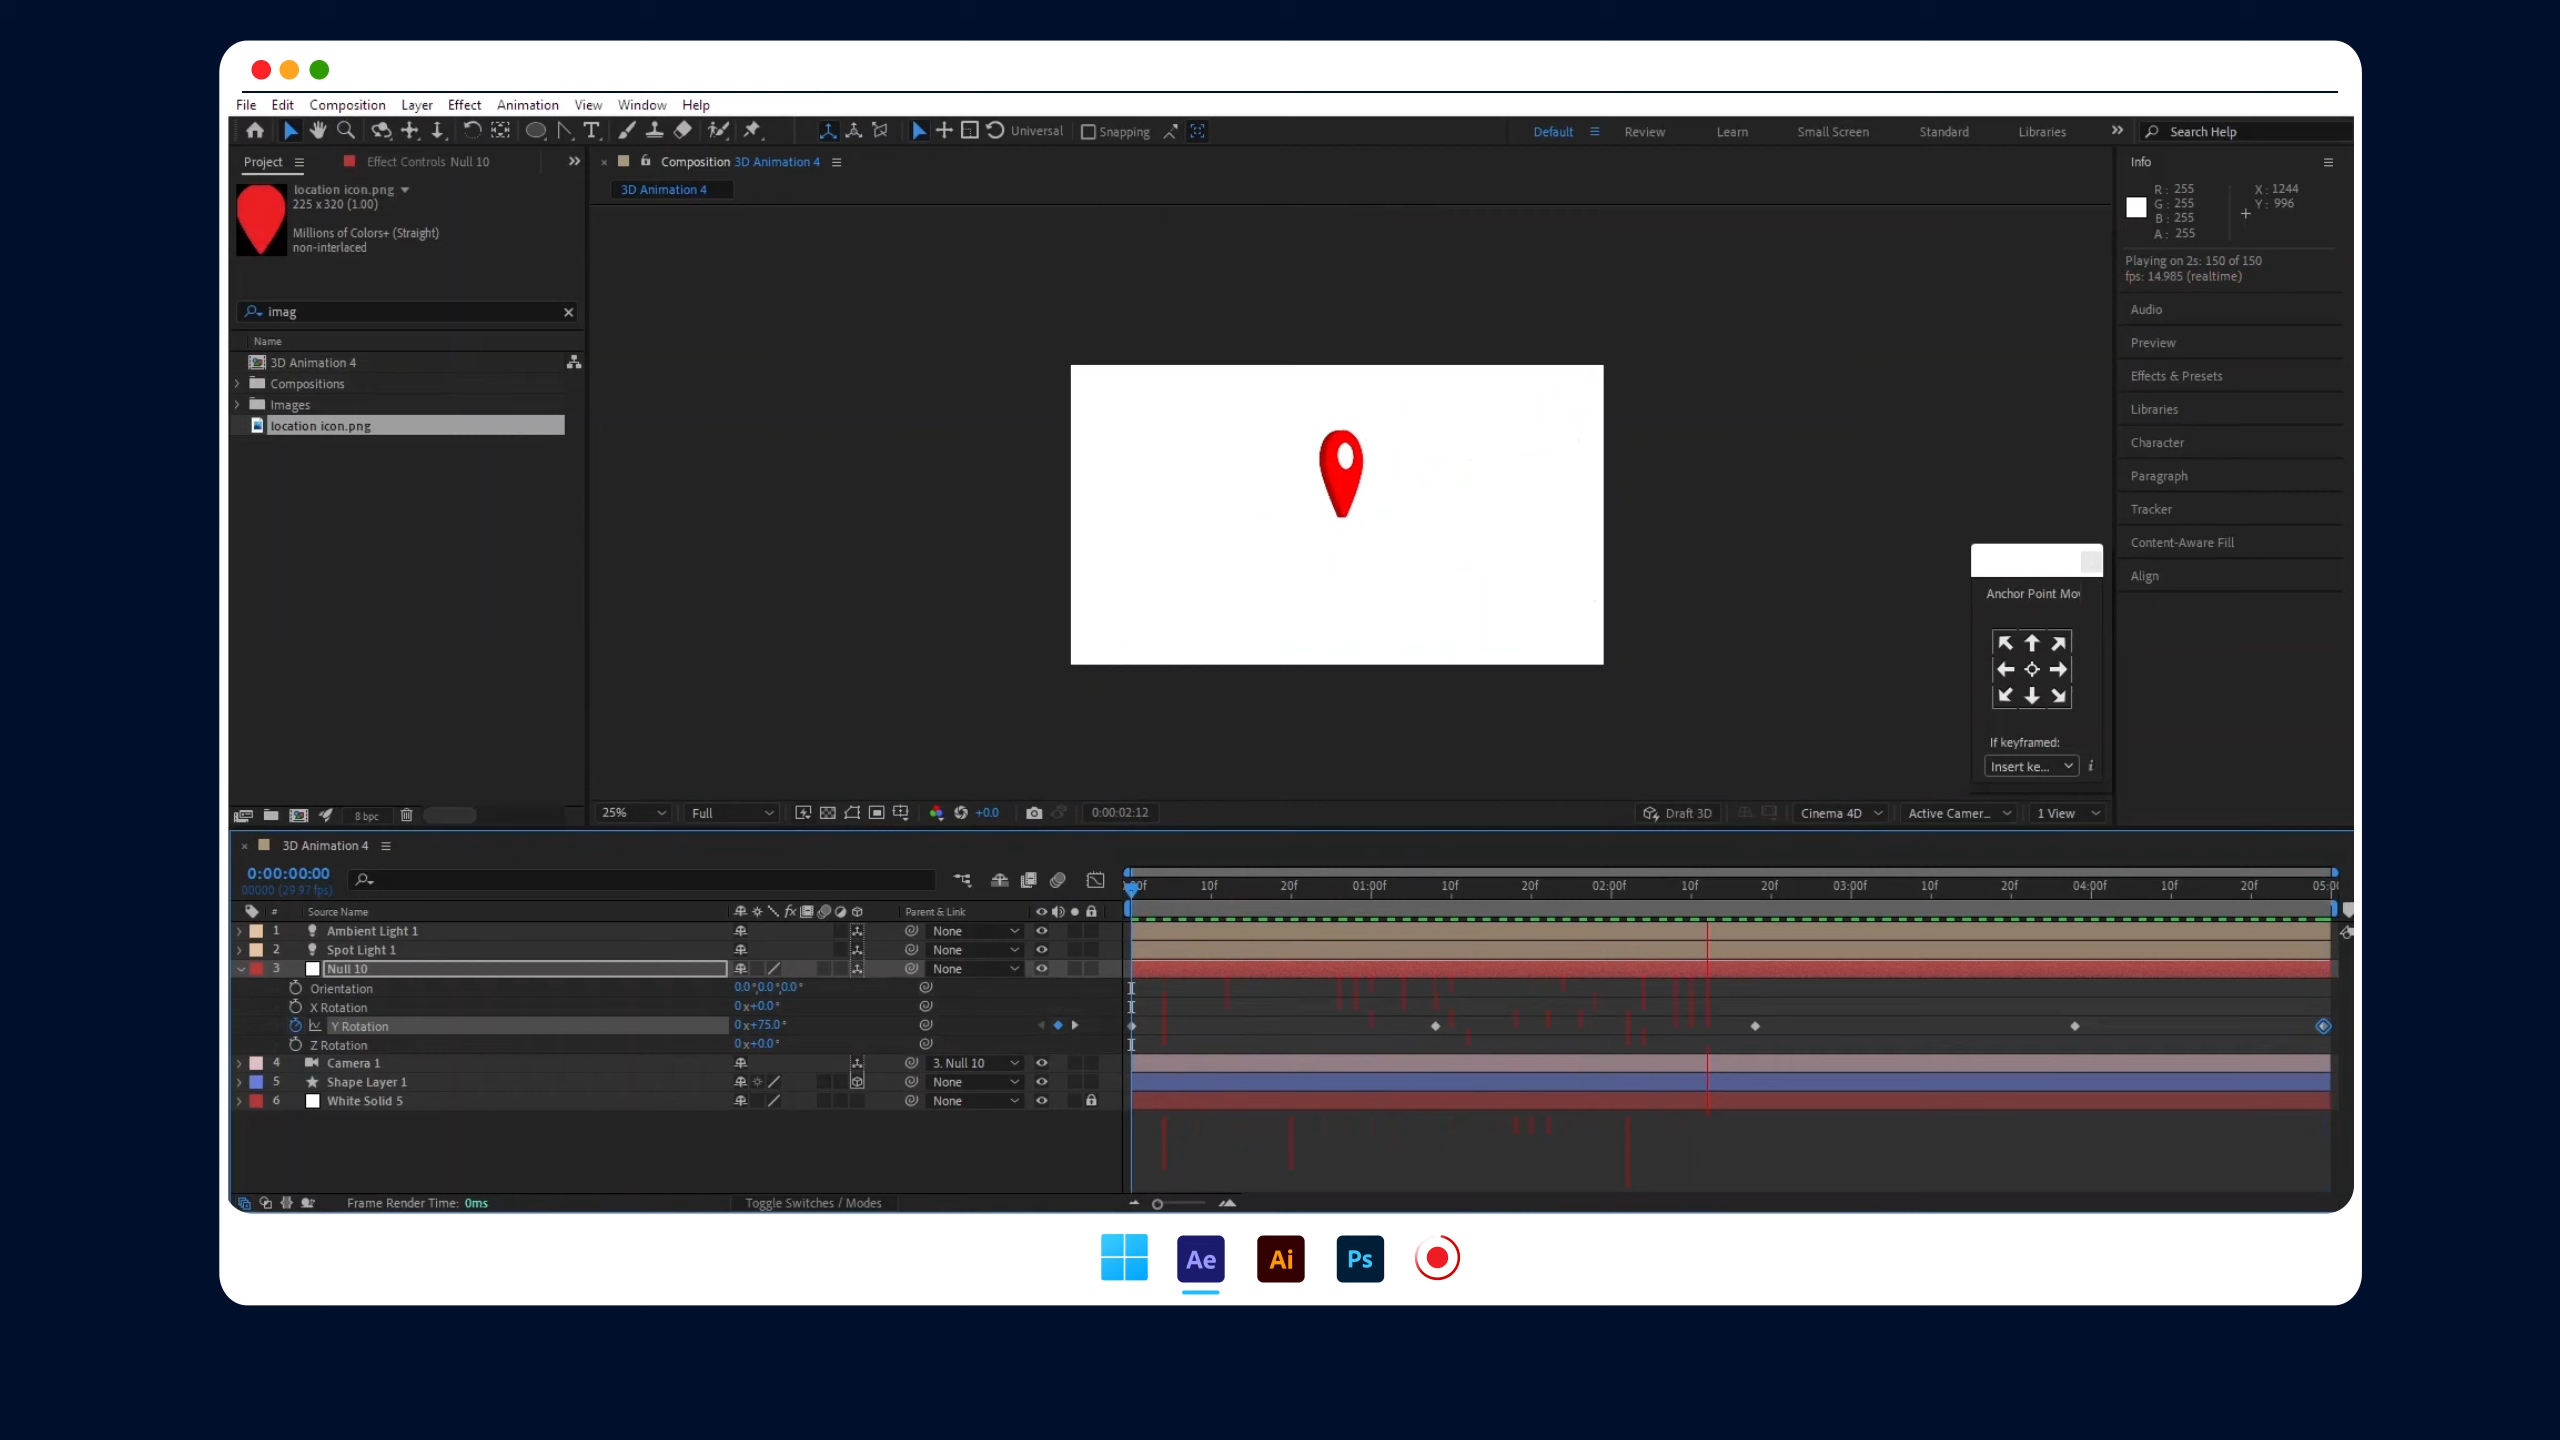 File Edit Composition Layer Effect Animation View Window Help
Universal Snapping Default Review Learn Small Screen Standard Libraries Search Help
Project Effect Controls Null 10
location icon.png
225 x 320 (1.00)
Millions of Colors+ (Straight)
non-interlaced
imag
Name
3D Animation 4
Compositions
Images
location icon.png
8 bpc
Composition 3D Animation 4
3D Animation 4
25% Full +0.0 0:00:02:12 Draft 3D Cinema 4D Active Camer... 1 View
Anchor Point Mov
If keyframed:
Insert ke... i
Info
R: 255 X: 1244
G: 255 Y: 996
B: 255
A: 255
Playing on 2s: 150 of 150
fps: 14.985 (realtime)
Audio
Preview
Effects & Presets
Libraries
Character
Paragraph
Tracker
Content-Aware Fill
Align
3D Animation 4
0:00:00:00
00000 (29.97 fps)
10f 20f 01:00f 10f 20f 02:00f 10f 20f 03:00f 10f 20f 04:00f 10f 20f 05:0
# Source Name fx Parent & Link
1 Ambient Light 1 None
2 Spot Light 1 None
3 Null 10 None
Orientation 0.0°,0.0°,0.0°
X Rotation 0x+0.0°
Y Rotation 0x+75.0°
Z Rotation 0x+0.0°
4 Camera 1 3. Null 10
5 Shape Layer 1 None
6 White Solid 5 None
Frame Render Time: 0ms Toggle Switches / Modes
Ae Ai Ps